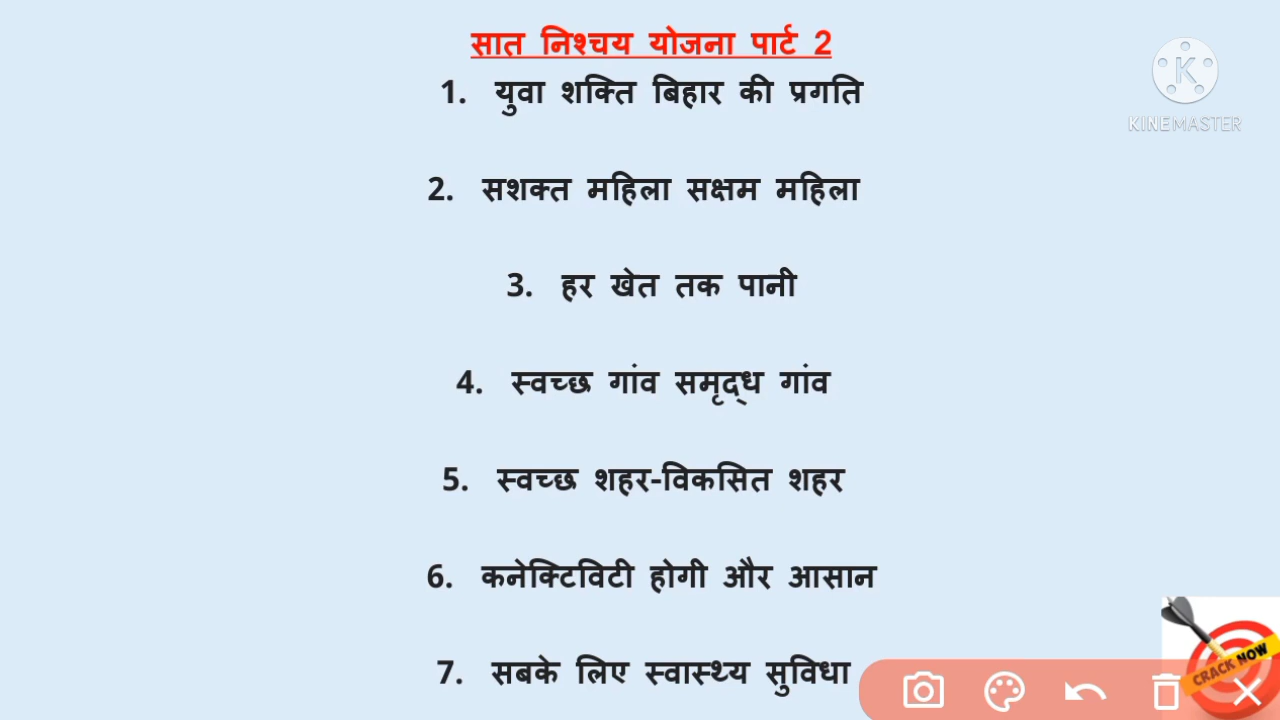 सात निश्चय योजना पार्ट 2
1. युवा शक्ति बिहार की प्रगति
K
KINEMASTER
2. सशक्त महिला सक्षम महिला
3. हर खेत तक पानी
4. स्वच्छ गांव समृद्ध गांव
5. स्वच्छ शहर-विकसित शहर
6. कनेक्टिविटी होगी और आसान
7. सबके लिए स्वास्थ्य सुविधा
CRACK NOW